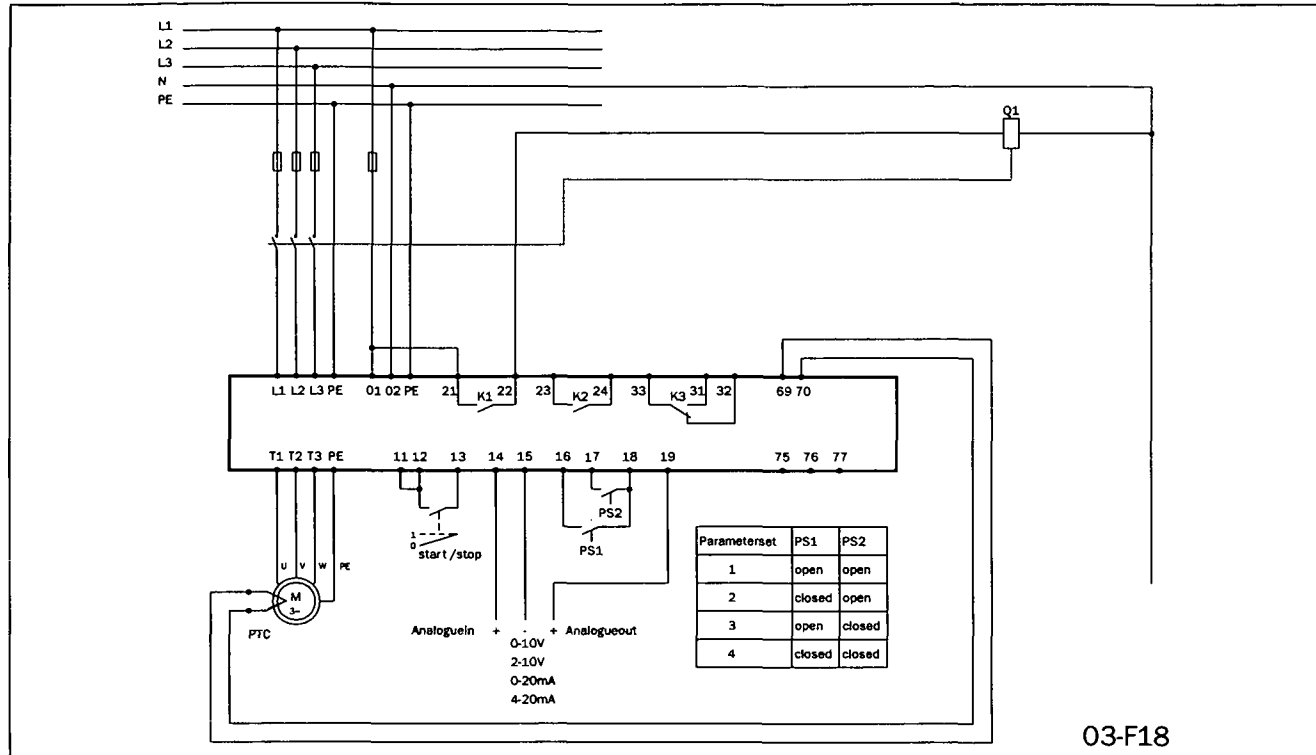 L1
L2
L3
N
PE
Q1
L1 L2 L3 PE 01 02 PE 21 K1 22 23 K2 24 33 K3 31 32 69 70
T1 T2 T3 PE 11 12 13 14 15 16 17 18 19 75 76 77
PS2
PS1
1
0
start/stop
U V W PE
M
3~
PTC
Analoguein + - + Analogueout
0-10V
2-10V
0-20mA
4-20mA
Parameterset PS1 PS2
1 open open
2 closed open
3 open closed
4 closed closed
03-F18